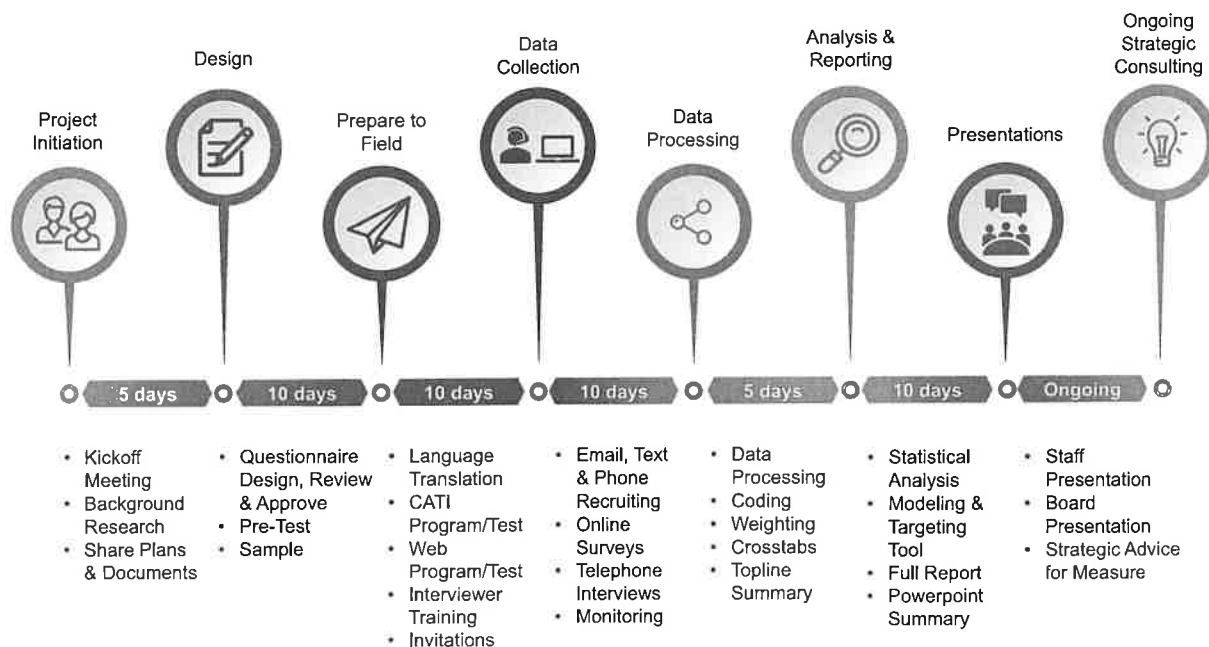 Project
Initiation
Design
Prepare to
Field
Data
Collection
Data
Processing
Analysis &
Reporting
Presentations
Ongoing
Strategic
Consulting
5 days
10 days
10 days
10 days
5 days
10 days
Ongoing
• Kickoff
Meeting
• Background
Research
• Share Plans
& Documents
• Questionnaire
Design, Review
& Approve
• Pre-Test
• Sample
• Language
Translation
• CATI
Program/Test
• Web
Program/Test
• Interviewer
Training
• Invitations
• Email, Text
& Phone
Recruiting
• Online
Surveys
• Telephone
Interviews
• Monitoring
• Data
Processing
• Coding
• Weighting
• Crosstabs
• Topline
Summary
• Statistical
Analysis
• Modeling &
Targeting
Tool
• Full Report
• Powerpoint
Summary
• Staff
Presentation
• Board
Presentation
• Strategic Advice
for Measure